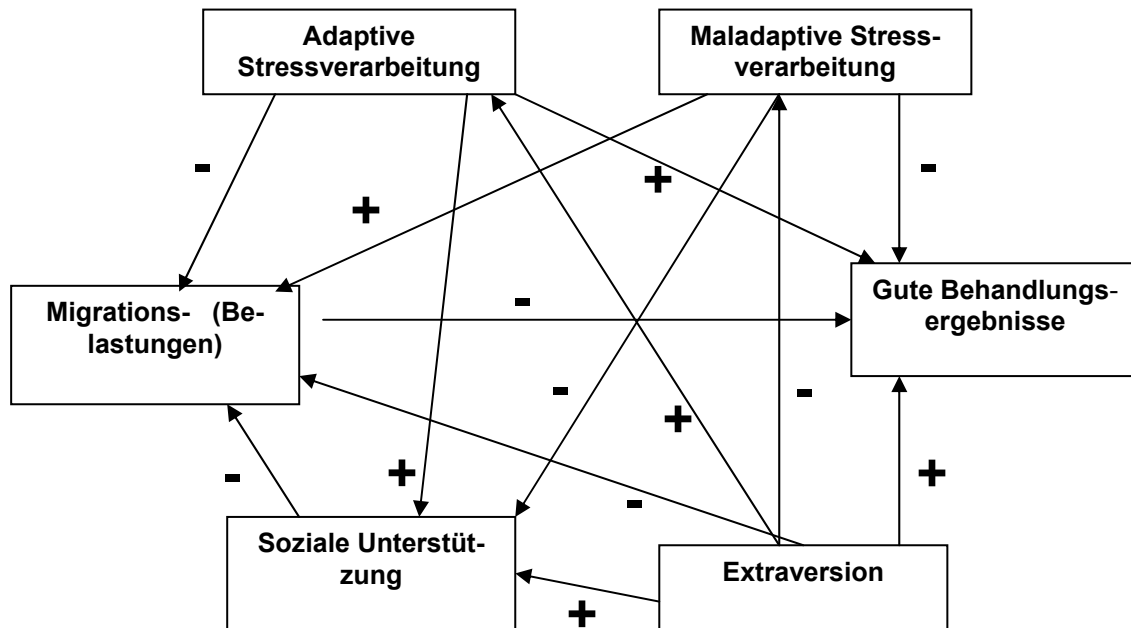 Adaptive
Stressverarbeitung
Maladaptive Stress-
verarbeitung
-
+
+
-
Migrations- (Be-
lastungen)
-
Gute Behandlungs-
ergebnisse
-
+
-
-
+
-
+
Soziale Unterstüt-
zung
Extraversion
+